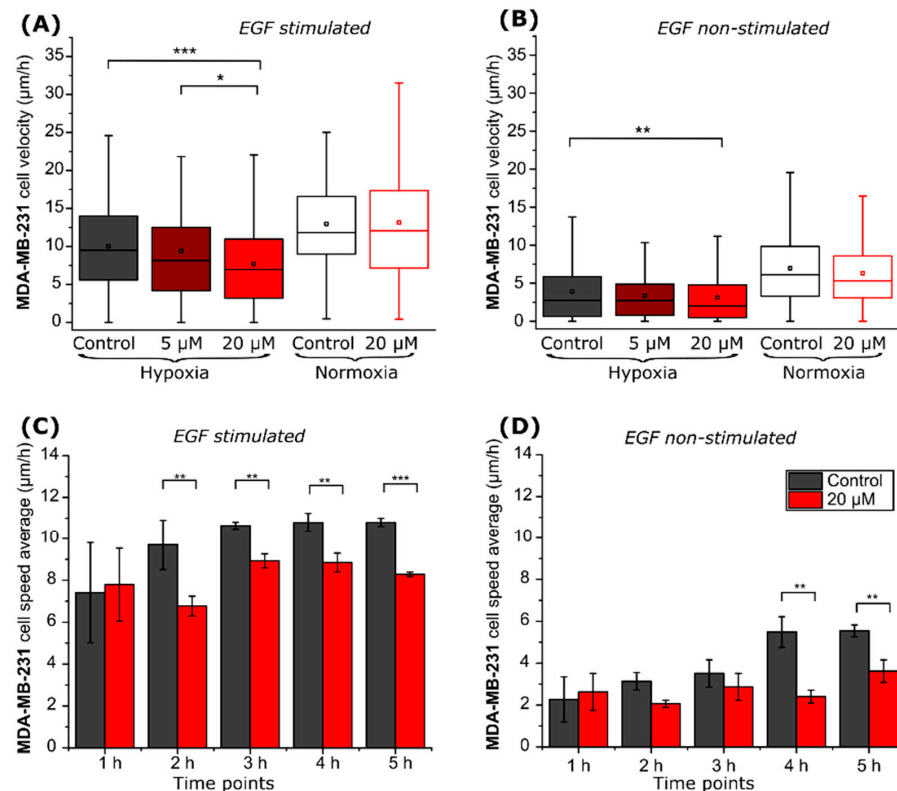 (A)
EGF stimulated
MDA-MB-231 cell velocity (µm/h)
35
30
25
20
15
10
5
0
***
*
Control 5 µM 20 µM Control 20 µM
Hypoxia Normoxia
(B)
EGF non-stimulated
MDA-MB-231 cell velocity (µm/h)
35
30
25
20
15
10
5
0
**
Control 5 µM 20 µM Control 20 µM
Hypoxia Normoxia
(C)
EGF stimulated
MDA-MB-231 cell speed average (µm/h)
14
12
10
8
6
4
2
0
** ** ** ***
1 h 2 h 3 h 4 h 5 h
Time points
(D)
EGF non-stimulated
MDA-MB-231 cell speed average (µm/h)
14
12
10
8
6
4
2
0
Control
20 µM
** **
1 h 2 h 3 h 4 h 5 h
Time points